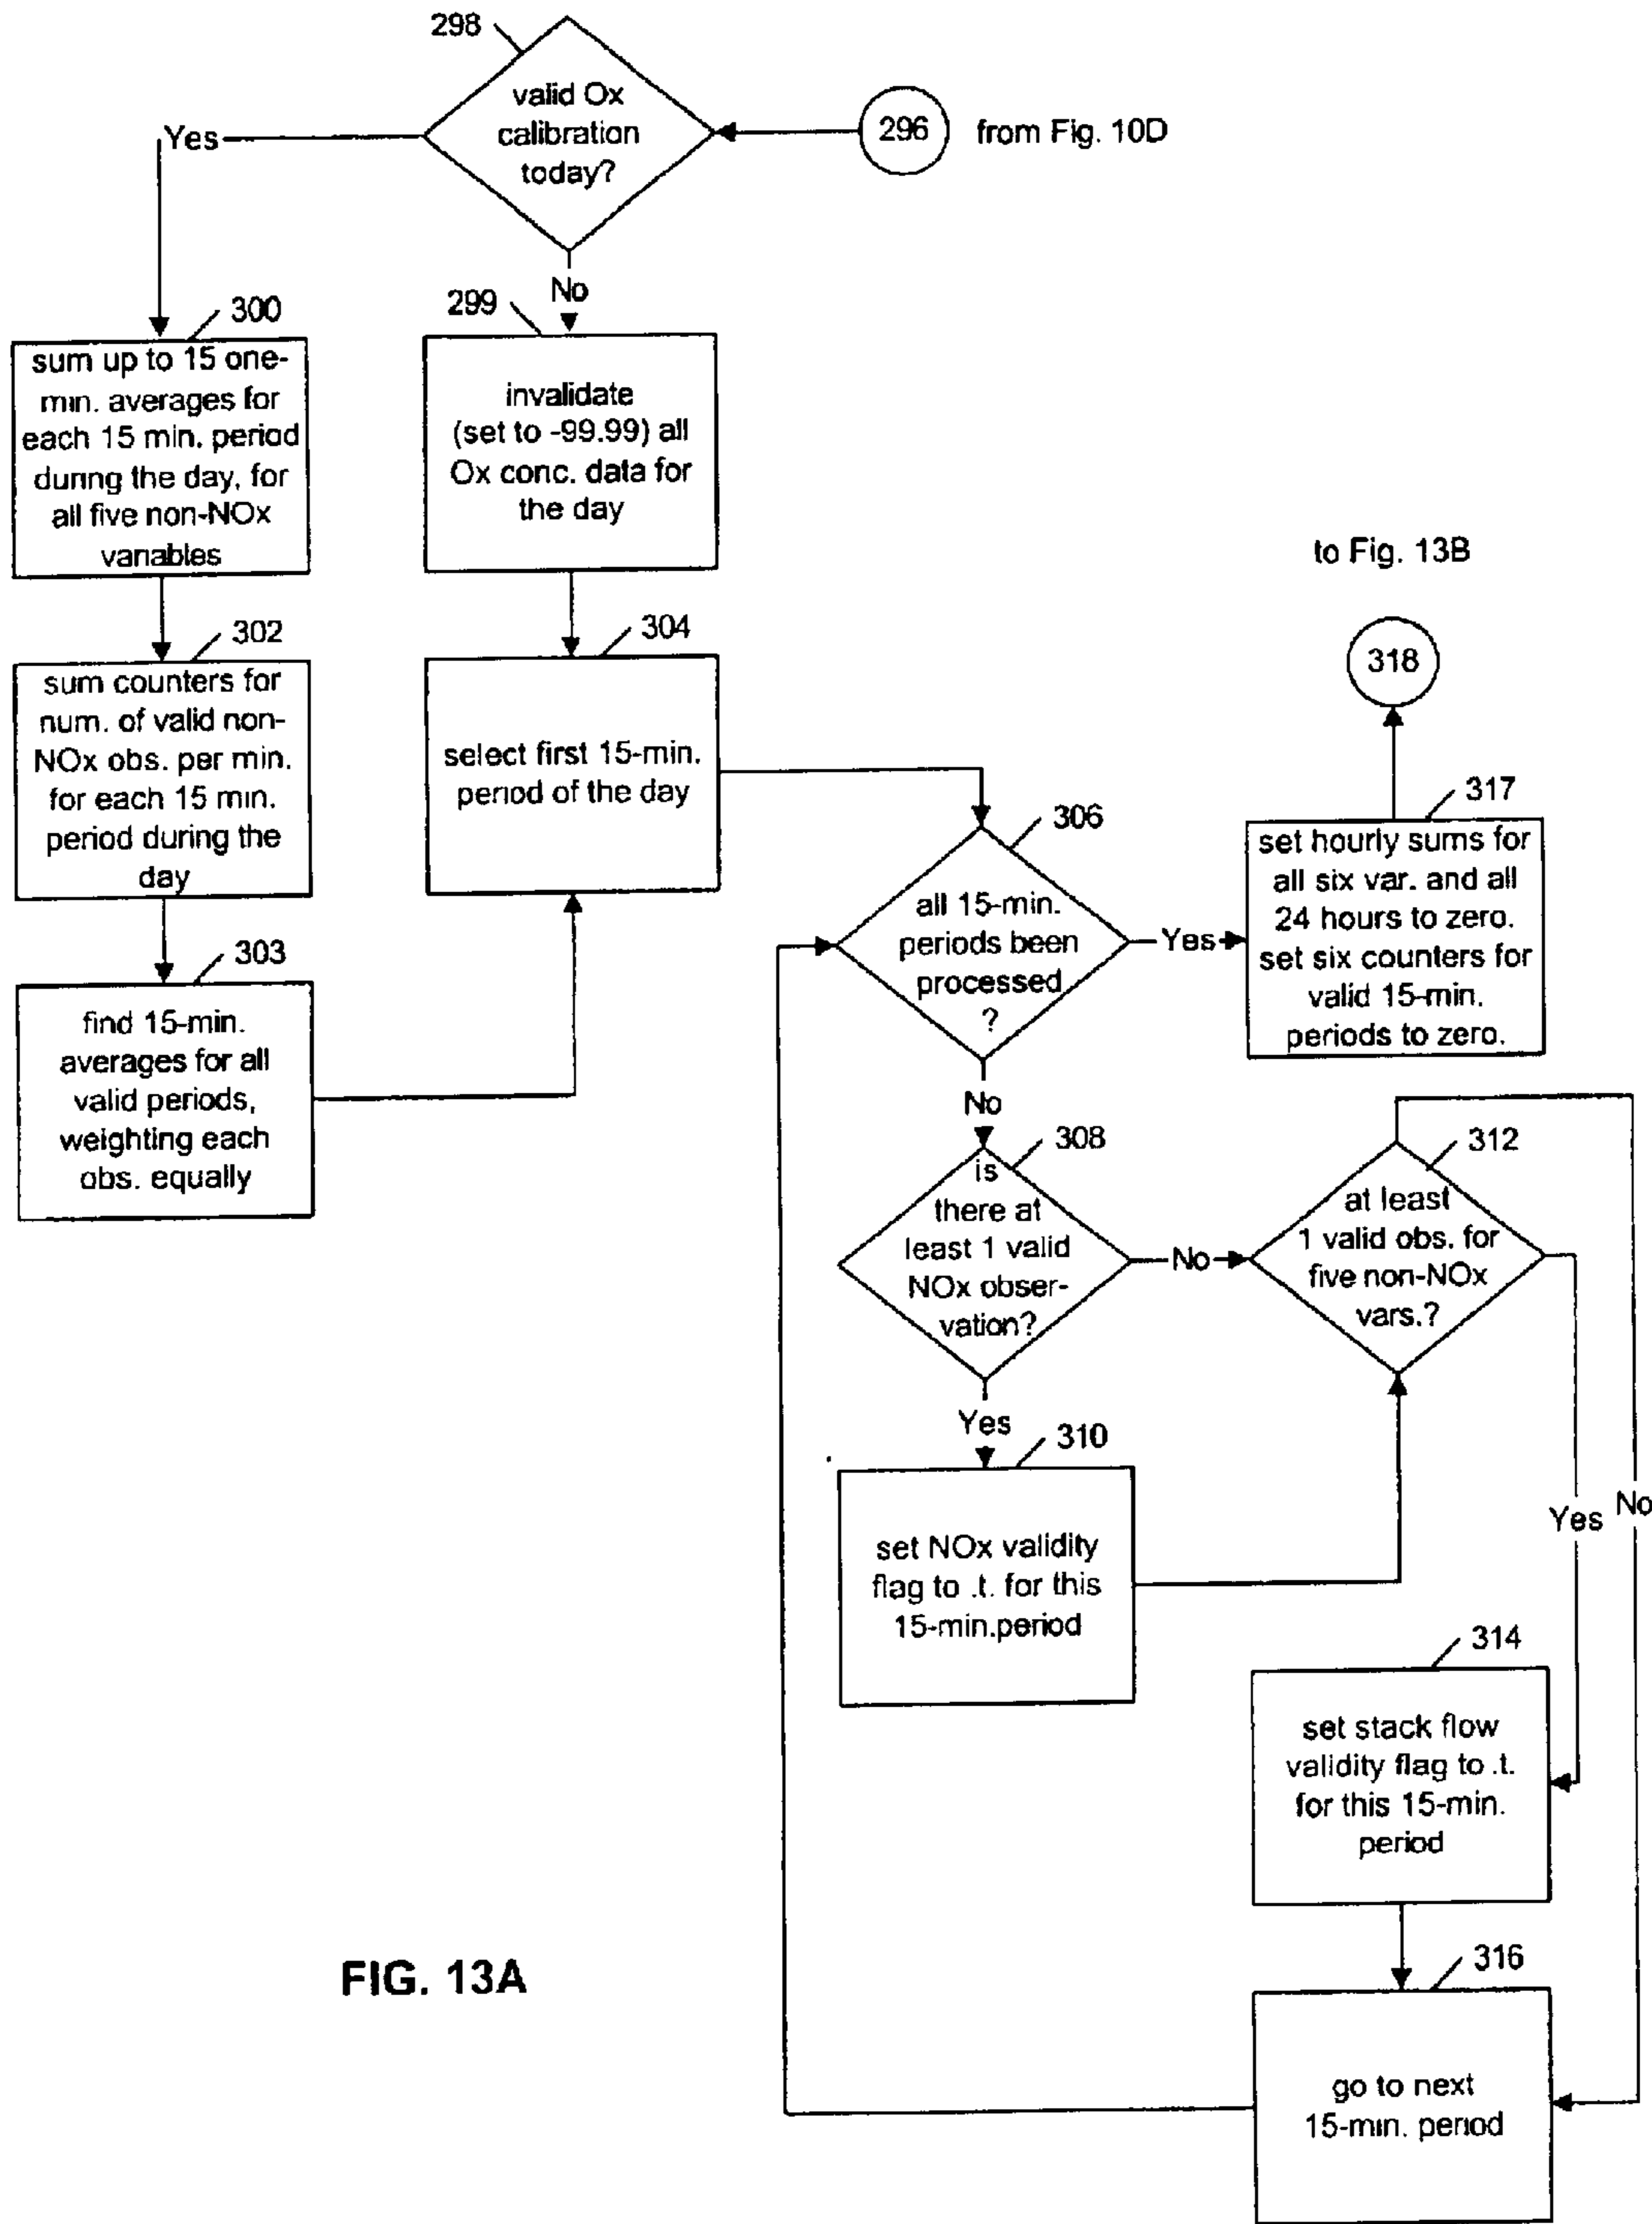 298
valid Ox
calibration
today?
296
from Fig. 10D
Yes
No
300
sum up to 15 one-
min. averages for
each 15 min. period
during the day, for
all five non-NOx
variables
299
invalidate
(set to -99.99) all
Ox conc. data for
the day
to Fig. 13B
318
302
sum counters for
num. of valid non-
NOx obs. per min.
for each 15 min.
period during the
day
304
select first 15-min.
period of the day
306
all 15-min.
periods been
processed
?
Yes
317
set hourly sums for
all six var. and all
24 hours to zero.
set six counters for
valid 15-min.
periods to zero.
303
find 15-min.
averages for all
valid periods,
weighting each
obs. equally
No
308
is
there at
least 1 valid
NOx obser-
vation?
No
312
at least
1 valid obs. for
five non-NOx
vars.?
Yes
310
set NOx validity
flag to .t. for this
15-min.period
Yes
No
314
set stack flow
validity flag to .t.
for this 15-min.
period
316
go to next
15-min. period
FIG. 13A